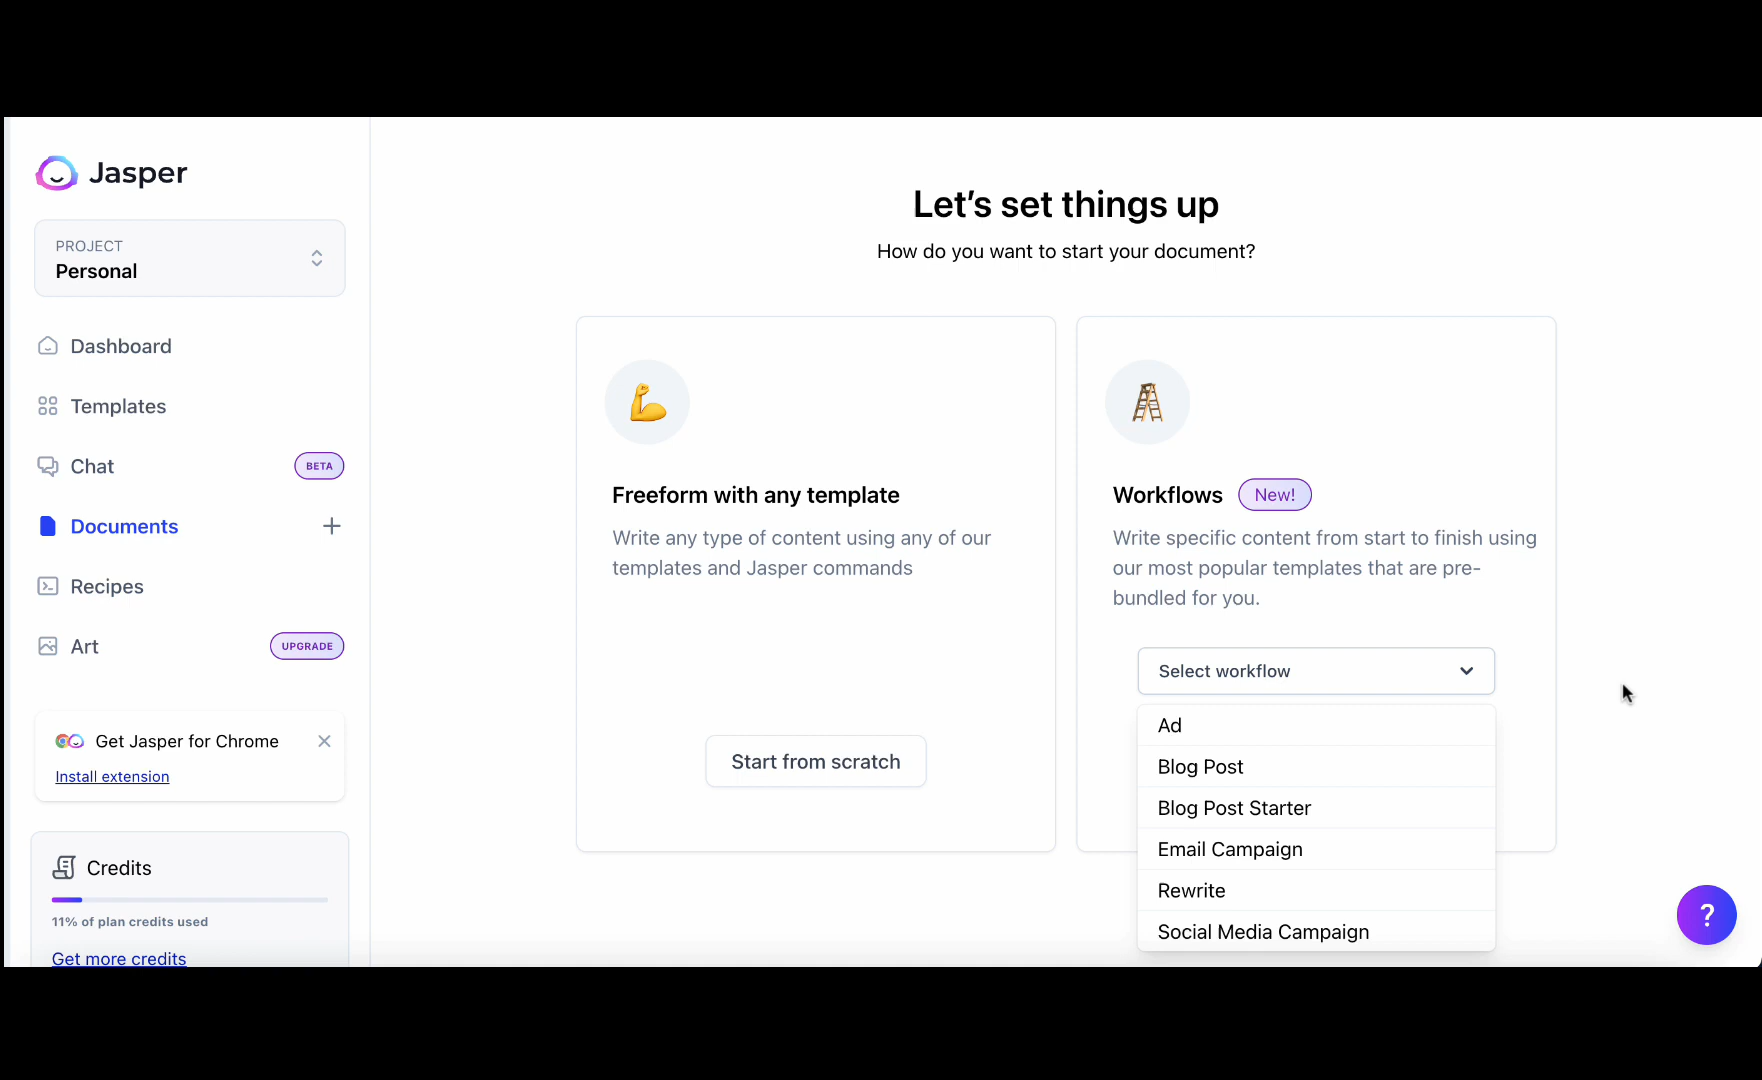 Jasper
PROJECT
Personal
Dashboard
Templates
Chat
BETA
Documents
Recipes
Art
UPGRADE
Get Jasper for Chrome
Install extension
Credits
11% of plan credits used
Get more credits
Let's set things up
How do you want to start your document?
Freeform with any template
Write any type of content using any of our
templates and Jasper commands
Start from scratch
Workflows New!
Write specific content from start to finish using
our most popular templates that are pre-
bundled for you.
Select workflow
Ad
Blog Post
Blog Post Starter
Email Campaign
Rewrite
Social Media Campaign
?